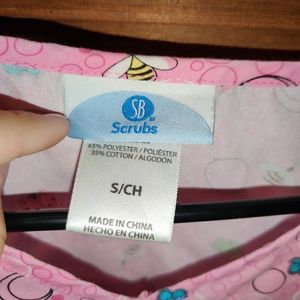 SB
Scrubs
65% POLYESTER / POLIÉSTER
35% COTTON / ALGODÓN
S/CH
MADE IN CHINA
HECHO EN CHINA